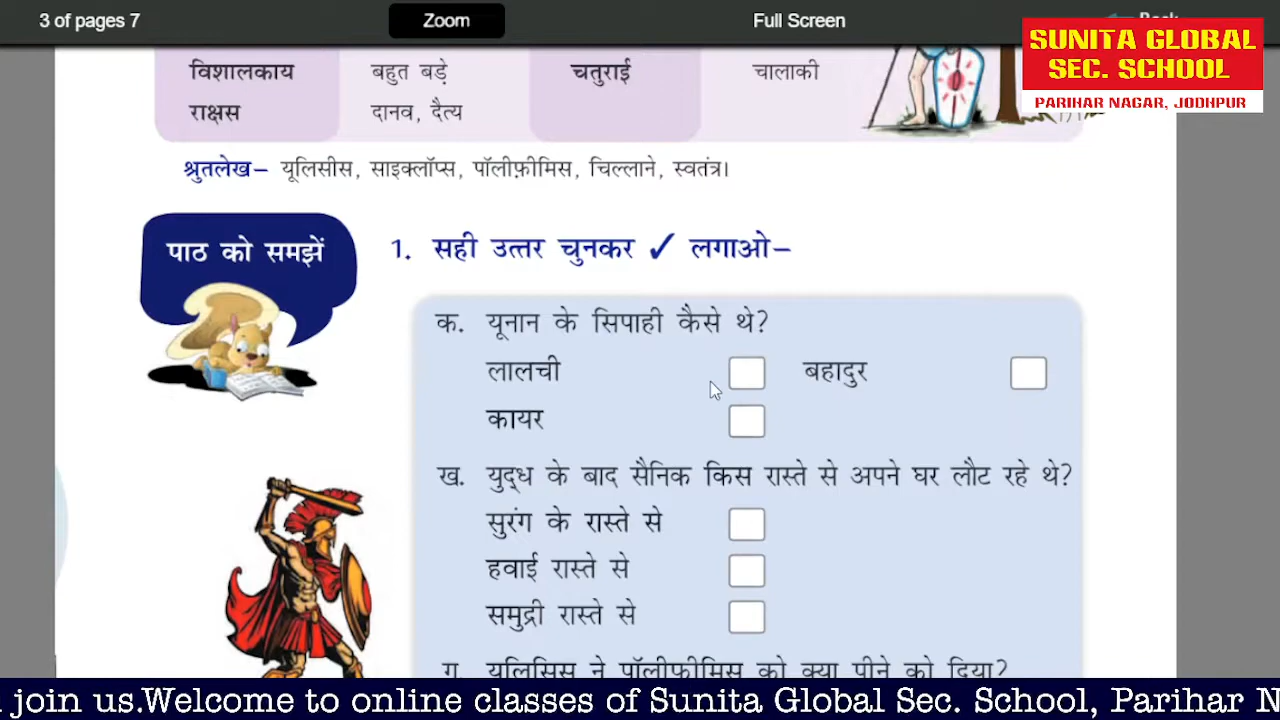 3 of pages 7 Zoom Full Screen Back
SUNITA GLOBAL
SEC. SCHOOL
PARIHAR NAGAR, JODHPUR
विशालकाय बहुत बड़े चतुराई चालाकी
राक्षस दानव, दैत्य
श्रुतलेख– यूलिसीस, साइक्लॉप्स, पॉलीफ़ीमिस, चिल्लाने, स्वतंत्र।
पाठ को समझें
1. सही उत्तर चुनकर ✓ लगाओ–
क. यूनान के सिपाही कैसे थे?
लालची बहादुर
कायर
ख. युद्ध के बाद सैनिक किस रास्ते से अपने घर लौट रहे थे?
सुरंग के रास्ते से
हवाई रास्ते से
समुद्री रास्ते से
ग. यूलिसिस ने पॉलीफ़ीमिस को क्या पीने को दिया?
join us.Welcome to online classes of Sunita Global Sec. School, Parihar N